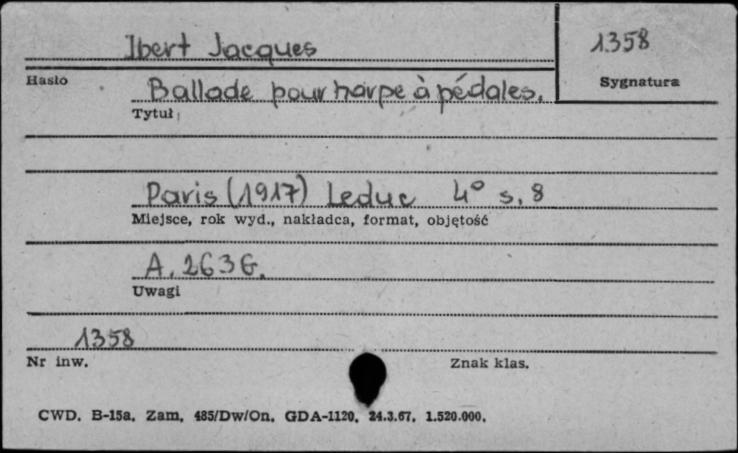 Ibert Jacques
1358
Hasło
Sygnatura
Ballade pour harpe à pédales.
Tytuł
Paris (1917) Leduc 4° s. 8
Miejsce, rok wyd., nakładca, format, objętość
A. 263G.
Uwagi
1358
Nr inw.
Znak klas.
CWD. B-15a. Zam. 485/Dw/On. GDA-1120. 24.3.67. 1.520.000.